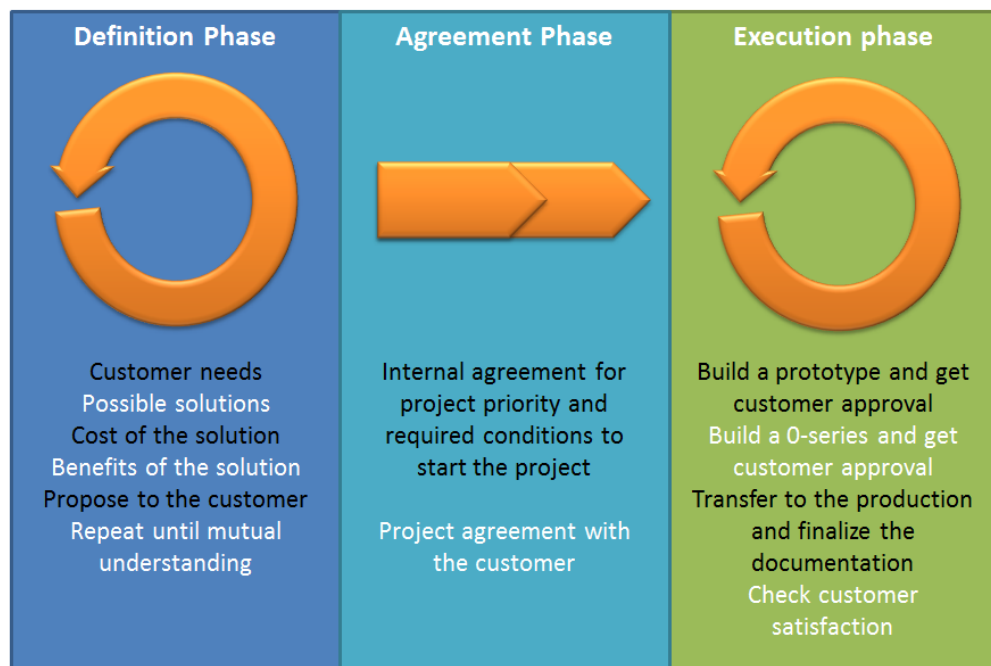 Definition Phase
Customer needs
Possible solutions
Cost of the solution
Benefits of the solution
Propose to the customer
Repeat until mutual
understanding
Agreement Phase
Internal agreement for
project priority and
required conditions to
start the project
Project agreement with
the customer
Execution phase
Build a prototype and get
customer approval
Build a 0-series and get
customer approval
Transfer to the production
and finalize the
documentation
Check customer
satisfaction